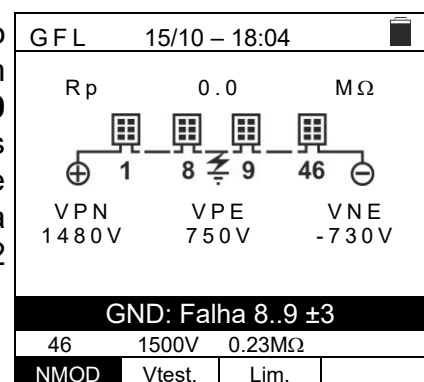 GFL 15/10 – 18:04
Rp 0.0 MΩ
1 8 9 46
VPN VPE VNE
1480V 750V -730V
GND: Falha 8..9 ±3
46 1500V 0.23MΩ
NMOD Vtest. Lim.